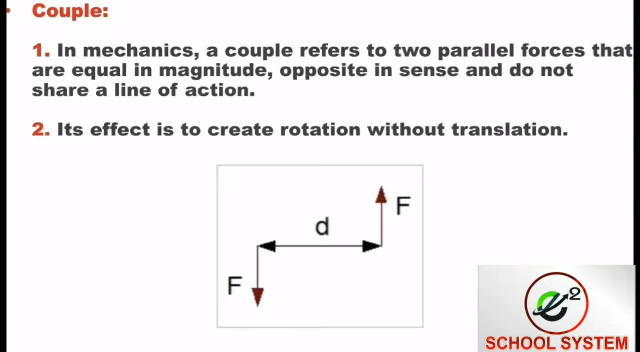 Couple:
1. In mechanics, a couple refers to two parallel forces that
are equal in magnitude, opposite in sense and do not
share a line of action.
2. Its effect is to create rotation without translation.
F
d
F
e2
SCHOOL SYSTEM